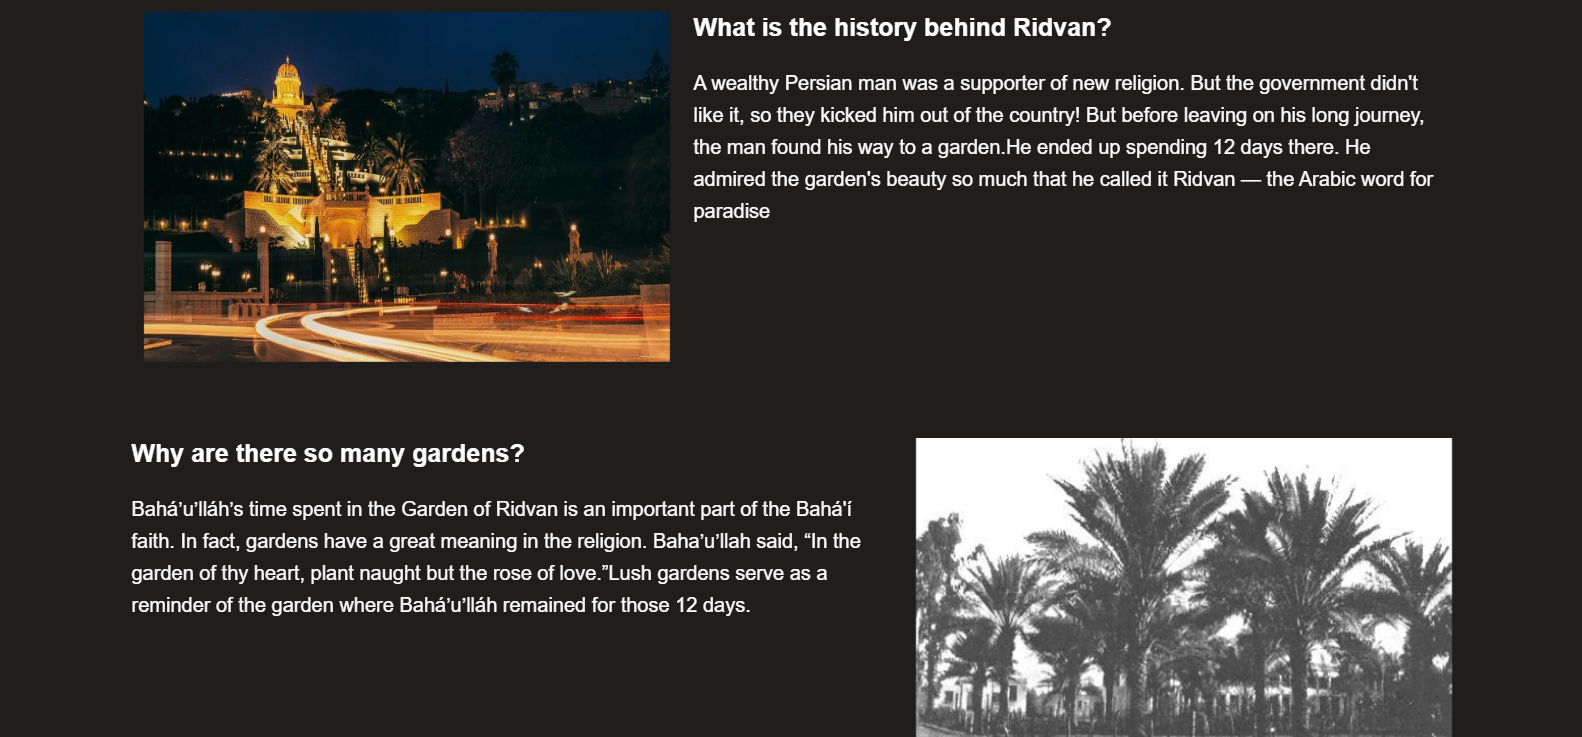 What is the history behind Ridvan?
A wealthy Persian man was a supporter of new religion. But the government didn't
like it, so they kicked him out of the country! But before leaving on his long journey,
the man found his way to a garden.He ended up spending 12 days there. He
admired the garden's beauty so much that he called it Ridvan — the Arabic word for
paradise
Why are there so many gardens?
Bahá’u’lláh’s time spent in the Garden of Ridvan is an important part of the Bahá'í
faith. In fact, gardens have a great meaning in the religion. Baha’u’llah said, “In the
garden of thy heart, plant naught but the rose of love.”Lush gardens serve as a
reminder of the garden where Bahá’u’lláh remained for those 12 days.